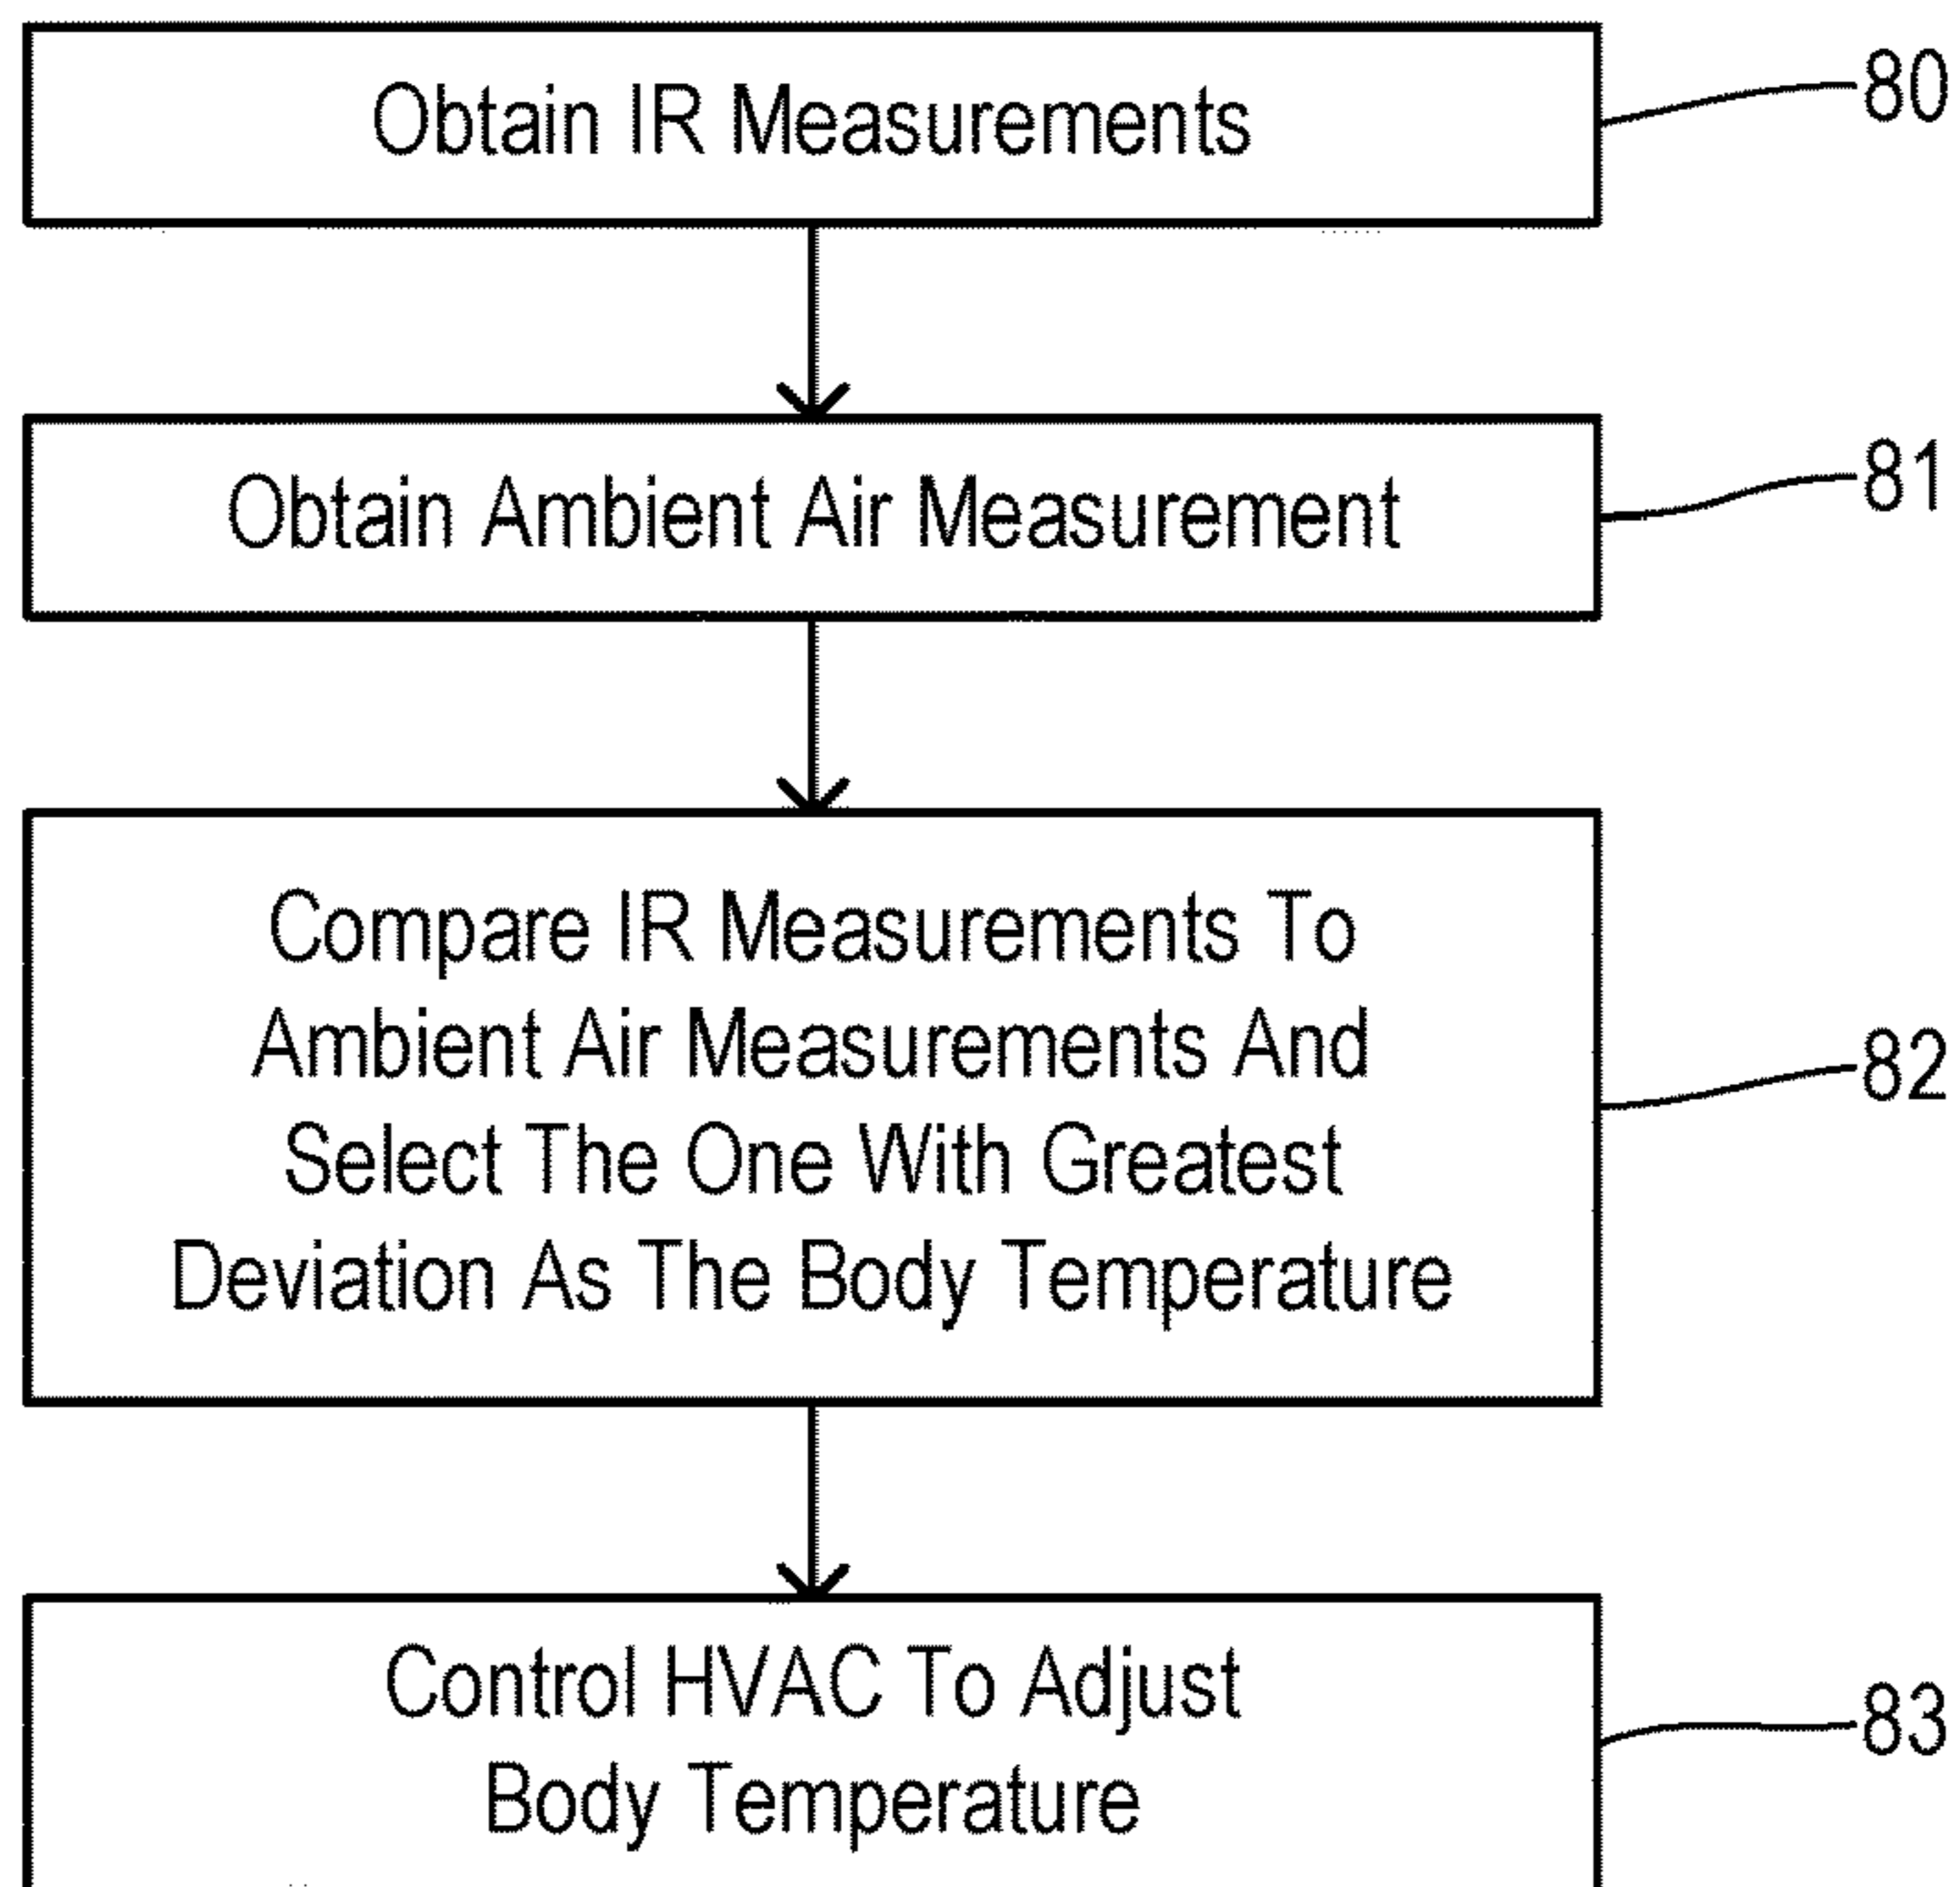 Obtain IR Measurements
80
Obtain Ambient Air Measurement
81
Compare IR Measurements To
Ambient Air Measurements And
Select The One With Greatest
Deviation As The Body Temperature
82
Control HVAC To Adjust
Body Temperature
83